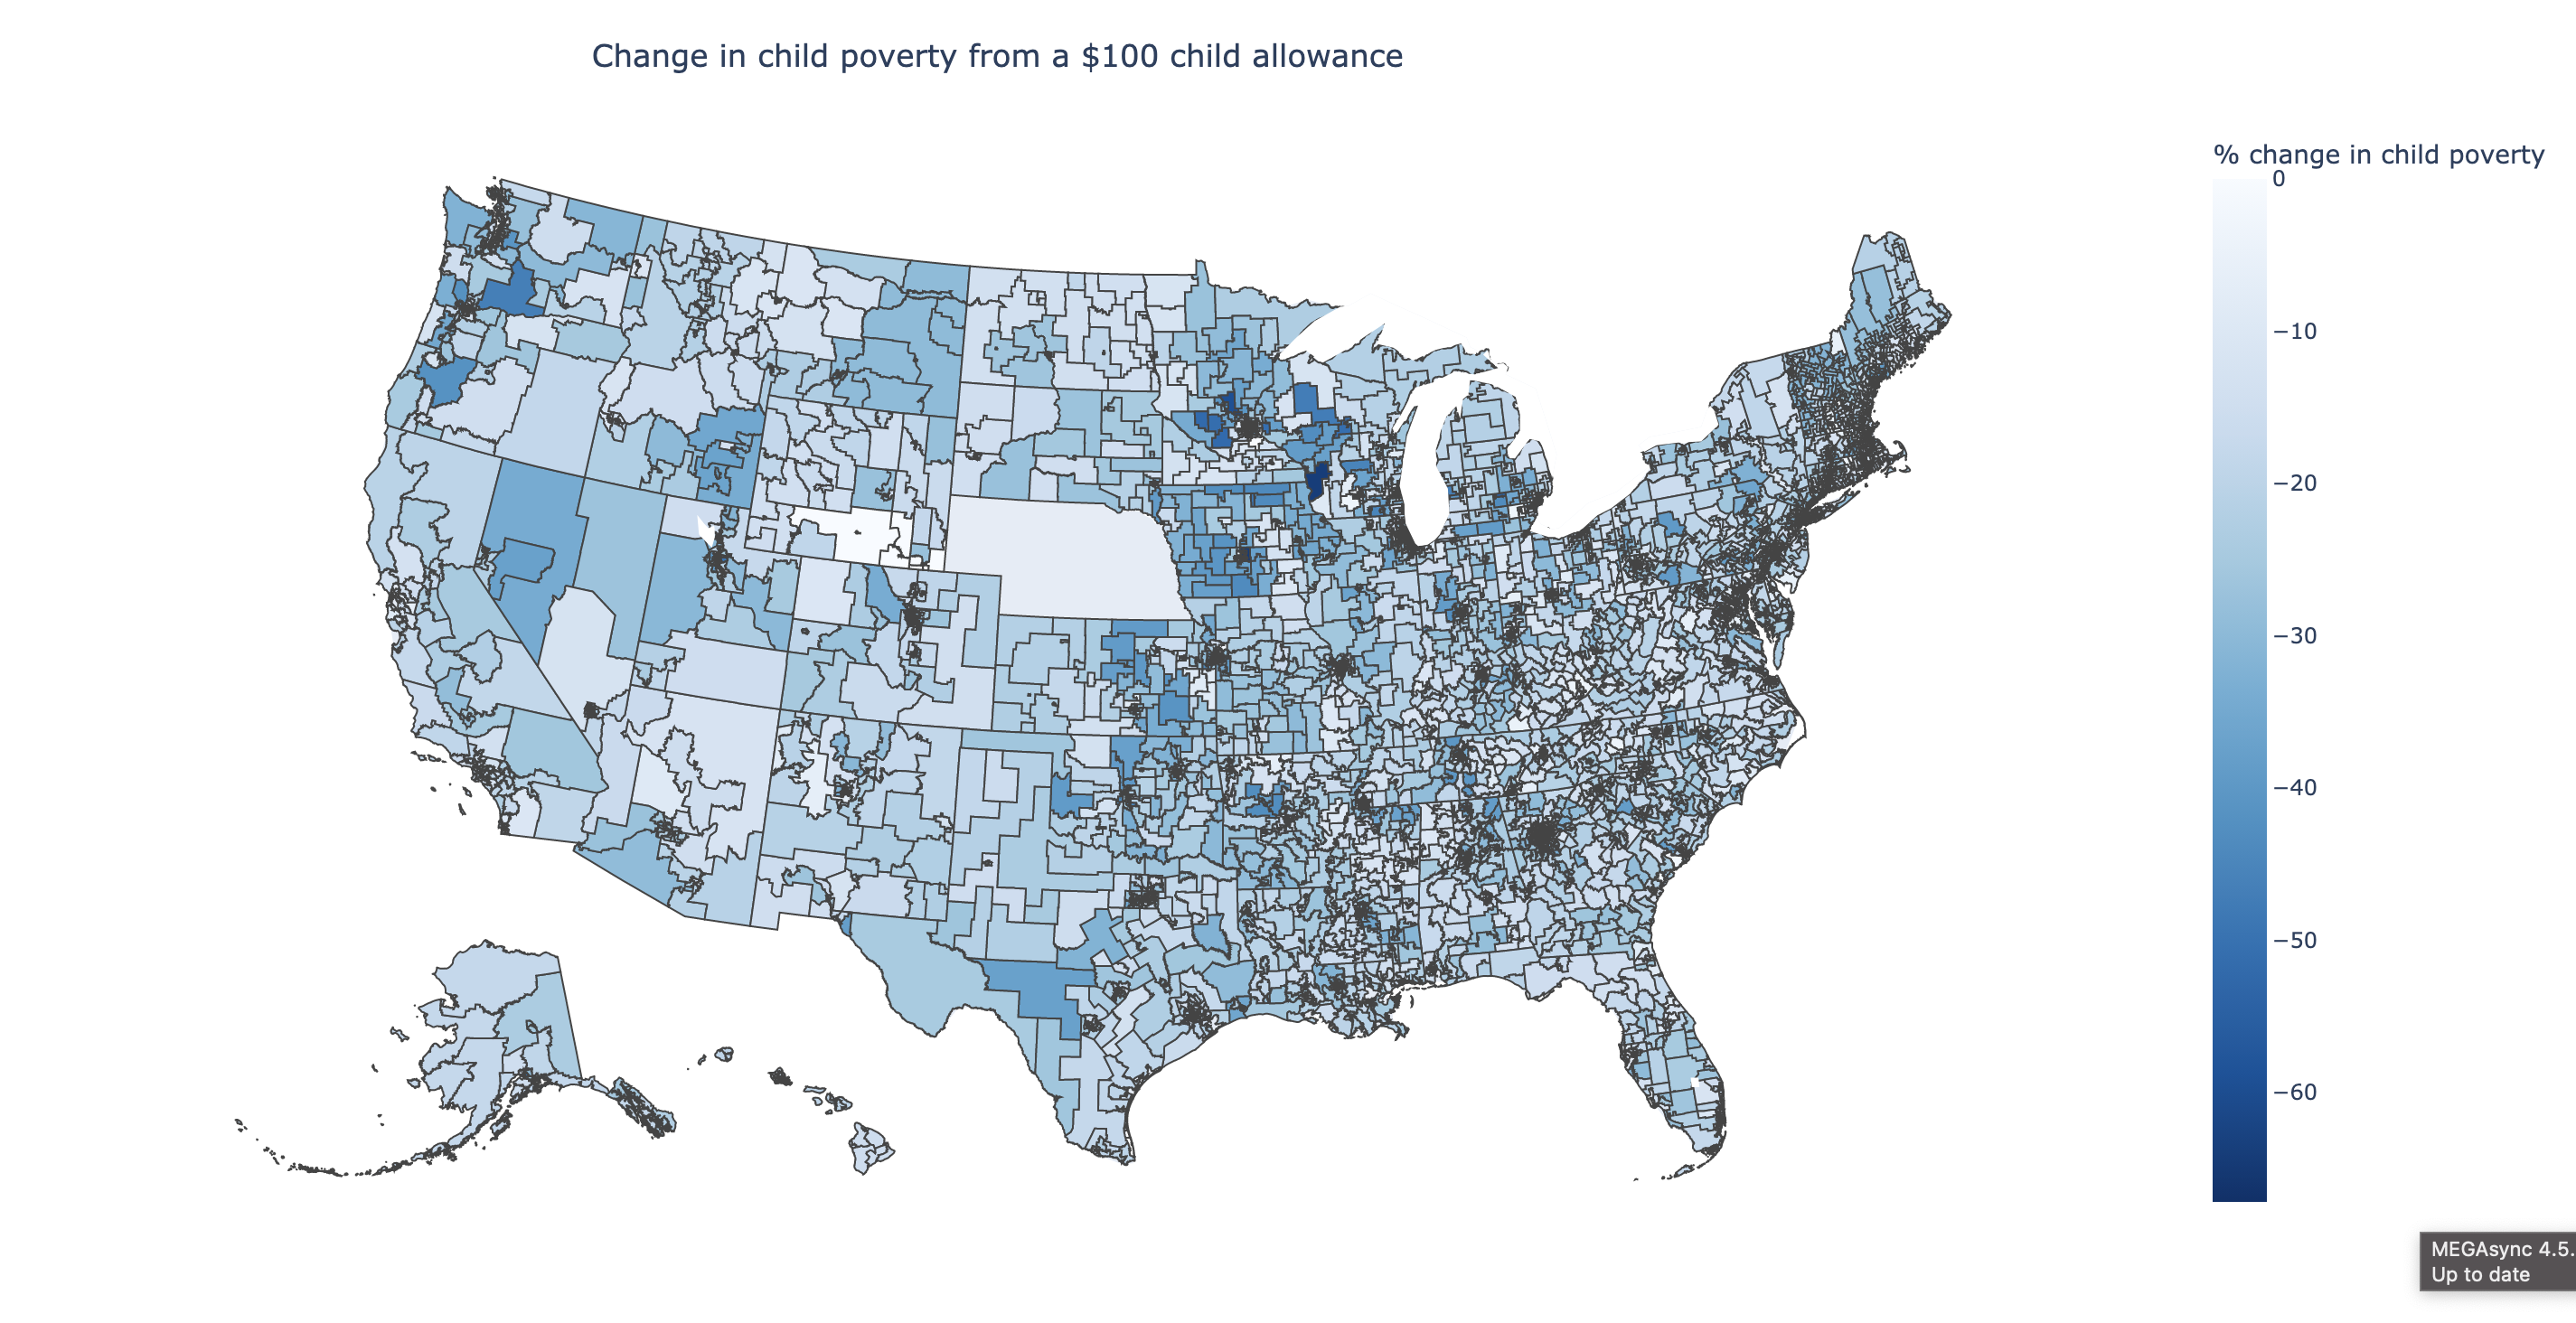 Change in child poverty from a $100 child allowance
% change in child poverty
0
−10
−20
−30
−40
−50
−60
MEGAsync 4.5.
Up to date